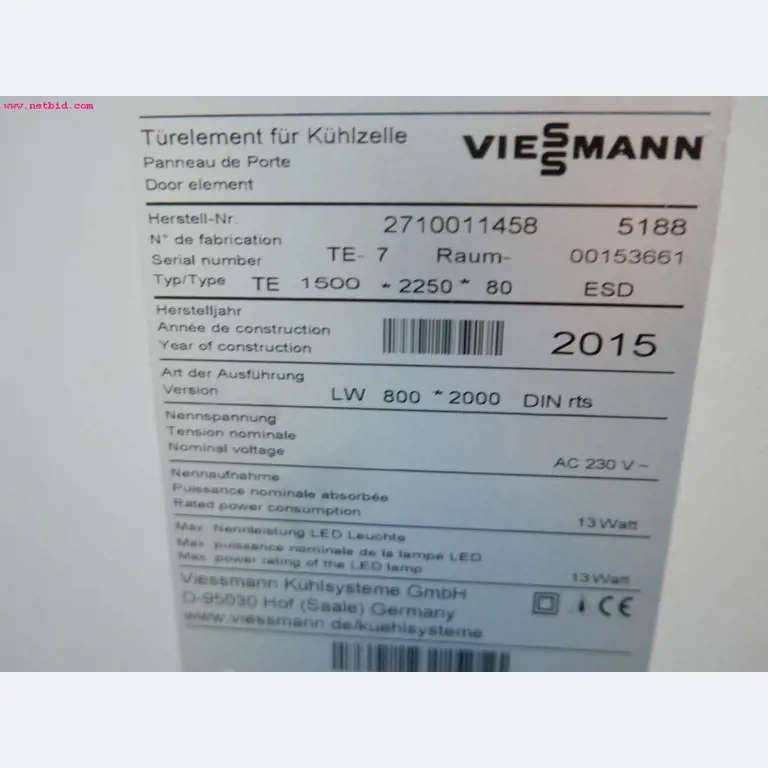 www.netbid.com
Türelement für Kühlzelle
VIESSMANN
Panneau de Porte
Door element
Herstell-Nr. 2710011458 5188
N° de fabrication
Serial number TE- 7 Raum- 00153661
Typ/Type TE 1500 * 2250 * 80 ESD
Herstelljahr
Année de construction
Year of construction 2015
Art der Ausführung
Version LW 800 * 2000 DIN rts
Nennspannung
Tension nominale
Nominal voltage AC 230 V ~
Nennaufnahme
Puissance nominale absorbée
Rated power consumption 13 Watt
Max. Nennleistung LED Leuchte
Max. puissance nominale de la lampe LED
Max. power rating of the LED lamp 13 Watt
Viessmann Kühlsysteme GmbH
D-95030 Hof (Saale) Germany
www.viessmann.de/kuehlsysteme
CE